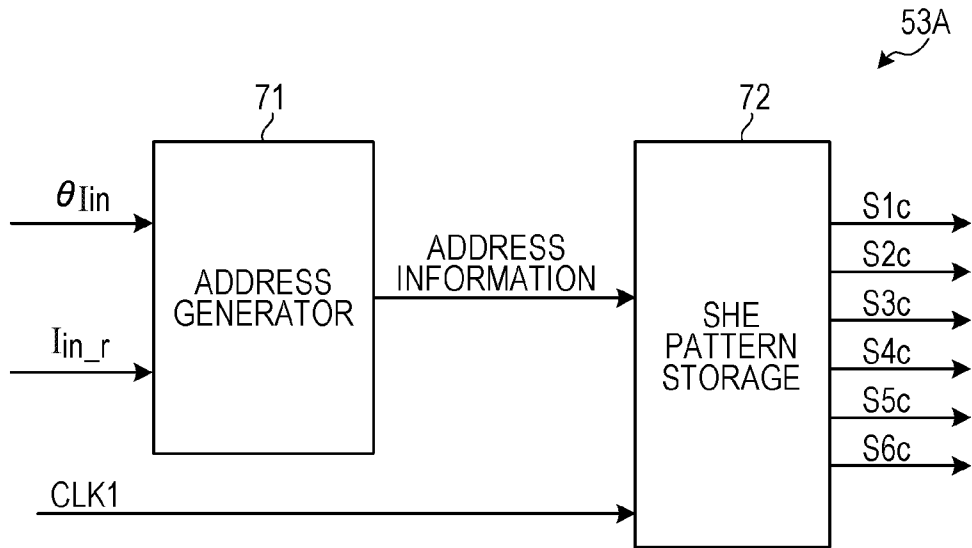 53A
71
72
θIin
Iin_r
ADDRESS
GENERATOR
ADDRESS
INFORMATION
CLK1
SHE
PATTERN
STORAGE
S1c
S2c
S3c
S4c
S5c
S6c